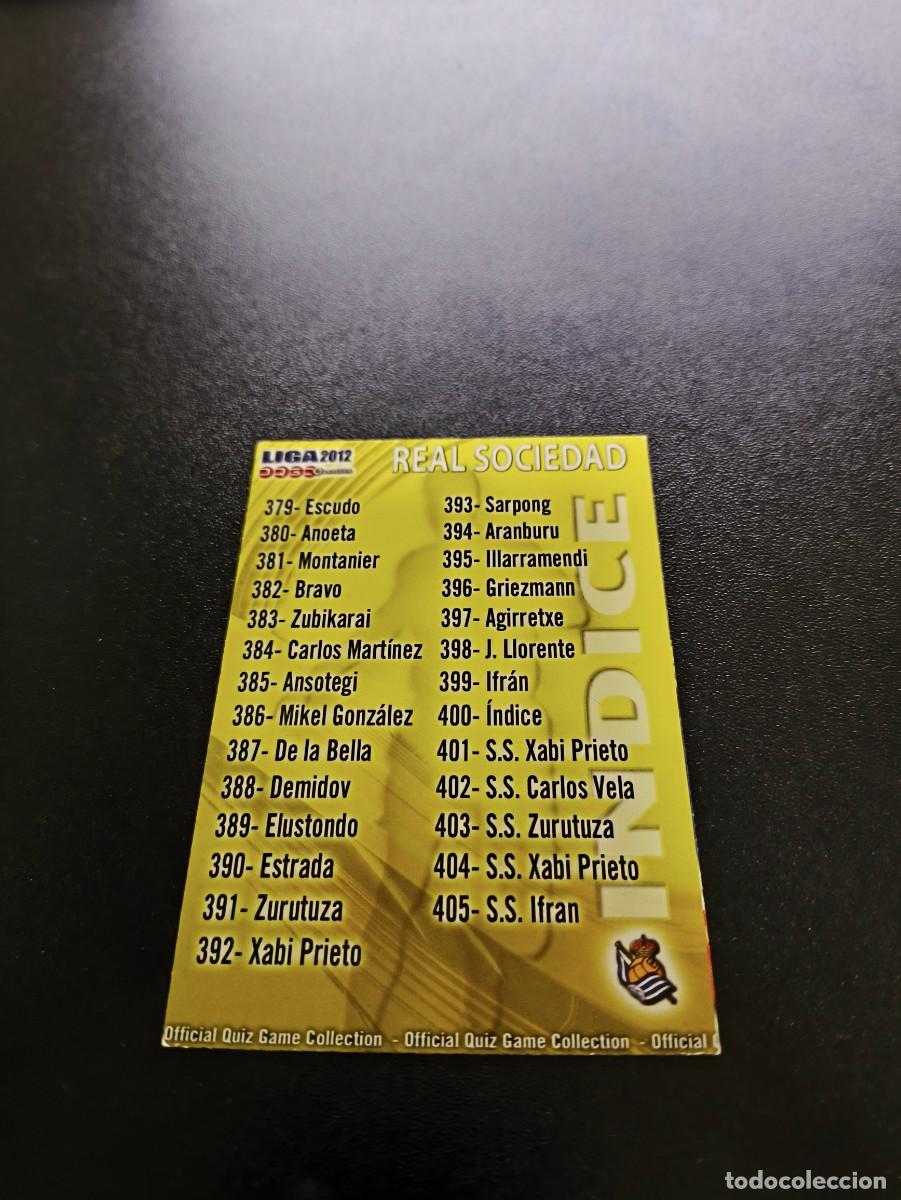 LIGA 2012
REAL SOCIEDAD
379- Escudo
380- Anoeta
381- Montanier
382- Bravo
383- Zubikarai
384- Carlos Martínez
385- Ansotegi
386- Mikel González
387- De la Bella
388- Demidov
389- Elustondo
390- Estrada
391- Zurutuza
392- Xabi Prieto
393- Sarpong
394- Aranburu
395- Illarramendi
396- Griezmann
397- Agirretxe
398- J. Llorente
399- Ifrán
400- Índice
401- S.S. Xabi Prieto
402- S.S. Carlos Vela
403- S.S. Zurutuza
404- S.S. Xabi Prieto
405- S.S. Ifran
INDICE
Official Quiz Game Collection - Official Quiz Game Collection - Official
todocoleccion